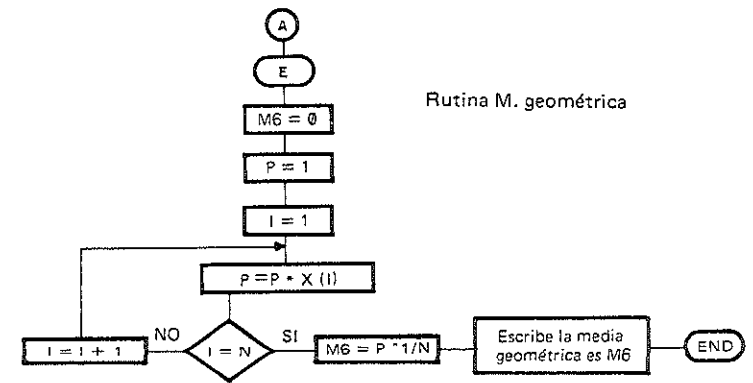 A
E
Rutina M. geométrica
M6 = 0
P = 1
I = 1
P = P * X (I)
I = I + 1
NO
I = N
SI
M6 = P ^1/N
Escribe la media
geométrica es M6
END